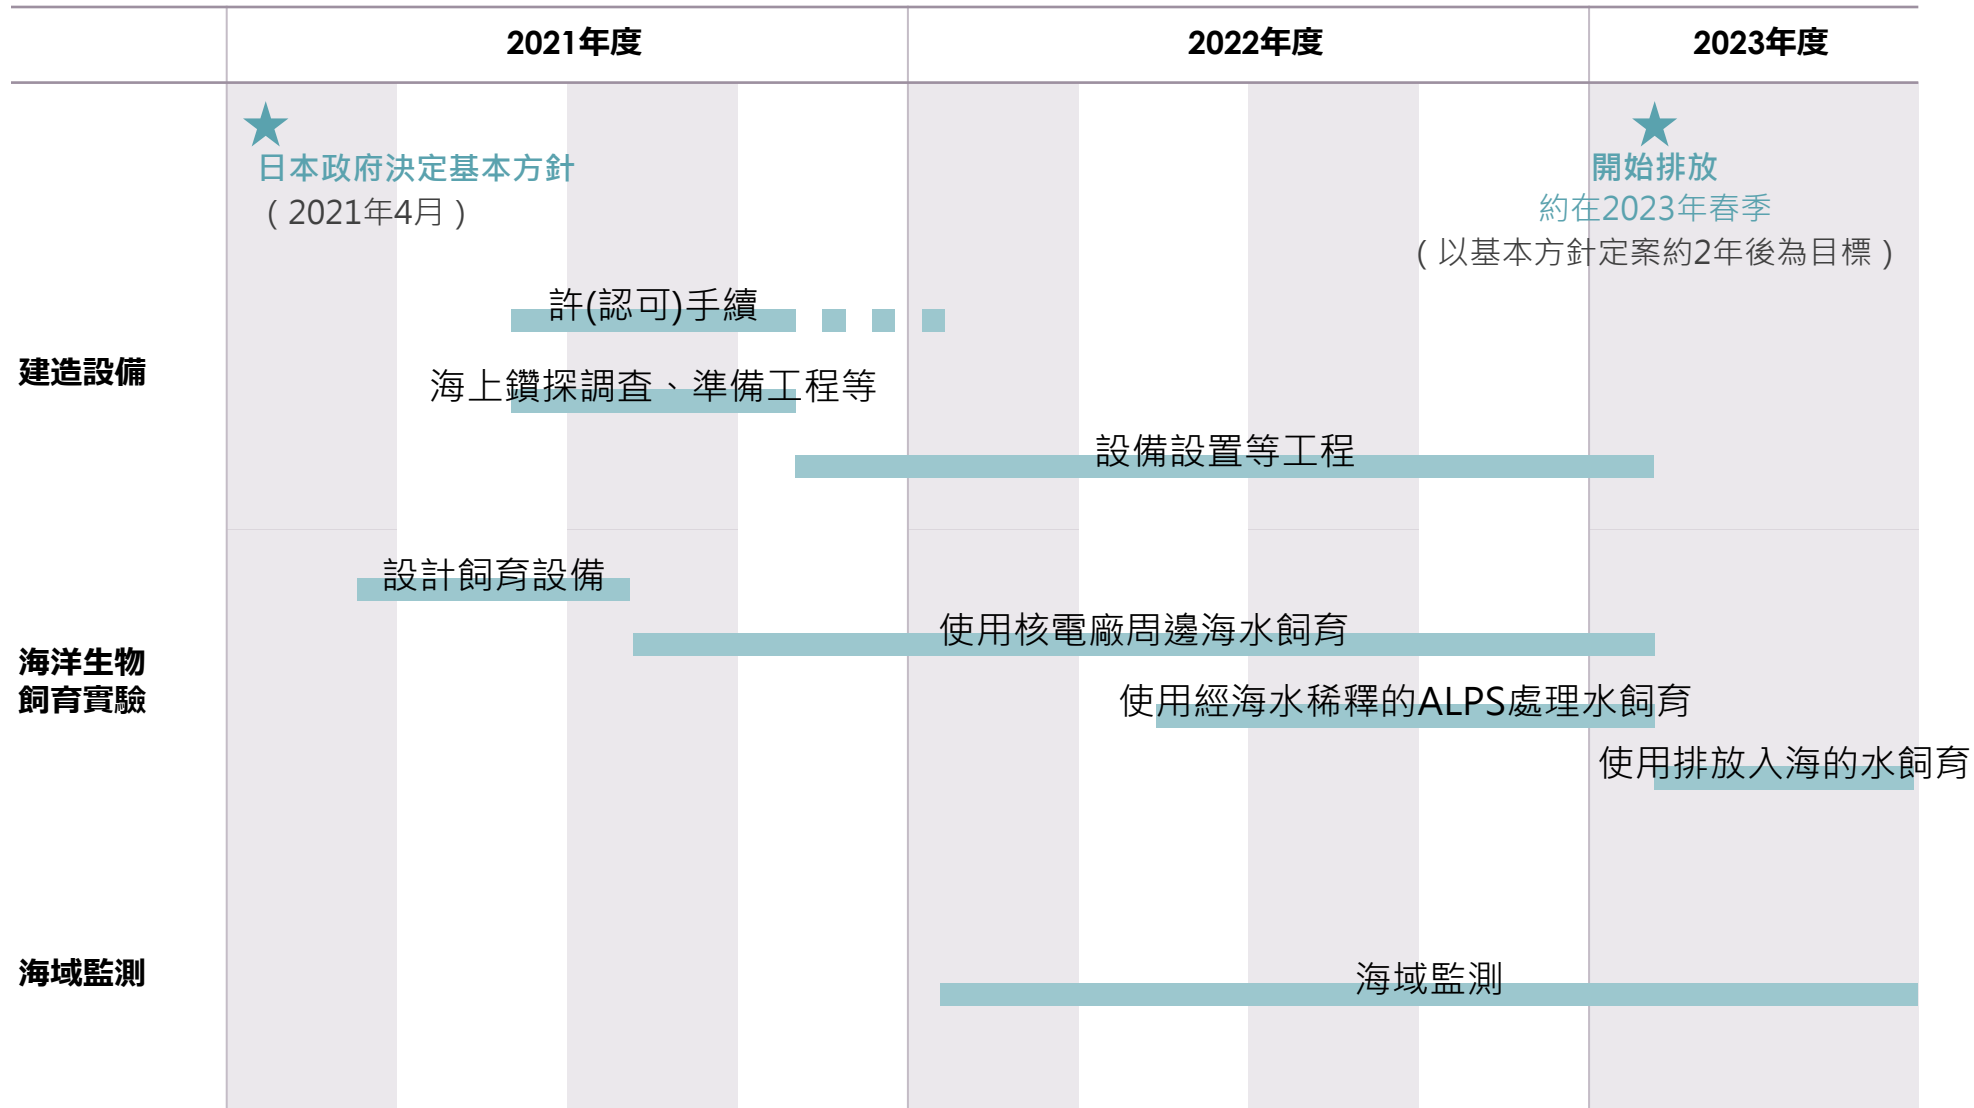 2021年度
2022年度
2023年度
日本政府決定基本方針
（2021年4月）
開始排放
約在2023年春季
（以基本方針定案約2年後為目標）
建造設備
許(認可)手續
海上鑽探調查、準備工程等
設備設置等工程
海洋生物
飼育實驗
設計飼育設備
使用核電廠周邊海水飼育
使用經海水稀釋的ALPS處理水飼育
使用排放入海的水飼育
海域監測
海域監測